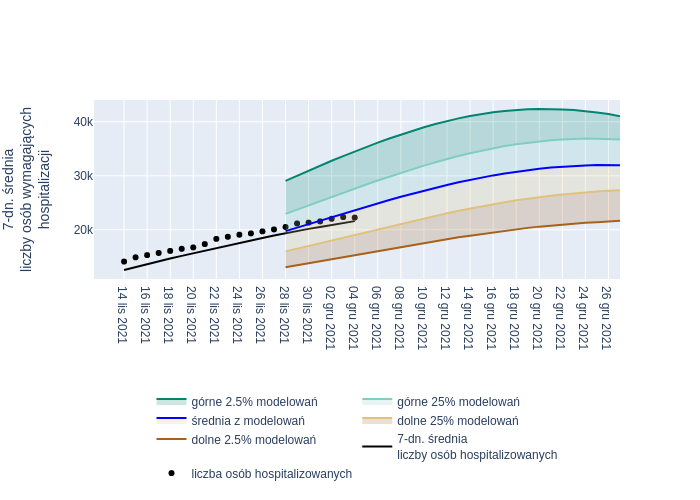 7-dn. średnia
liczby osób wymagających
hospitalizacji
40k
30k
20k
14 lis 2021
16 lis 2021
18 lis 2021
20 lis 2021
22 lis 2021
24 lis 2021
26 lis 2021
28 lis 2021
30 lis 2021
02 gru 2021
04 gru 2021
06 gru 2021
08 gru 2021
10 gru 2021
12 gru 2021
14 gru 2021
16 gru 2021
18 gru 2021
20 gru 2021
22 gru 2021
24 gru 2021
26 gru 2021
górne 2.5% modelowań
górne 25% modelowań
średnia z modelowań
dolne 25% modelowań
dolne 2.5% modelowań
7-dn. średnia
liczby osób hospitalizowanych
liczba osób hospitalizowanych